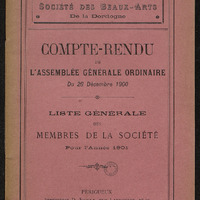 SOCIÉTÉ DES BEAUX-ARTS
De la Dordogne
COMPTE-RENDU
DE
L'ASSEMBLÉE GÉNÉRALE ORDINAIRE
Du 26 Décembre 1900
LISTE GÉNÉRALE
DES
MEMBRES DE LA SOCIÉTÉ
Pour l'Année 1901
PÉRIGUEUX